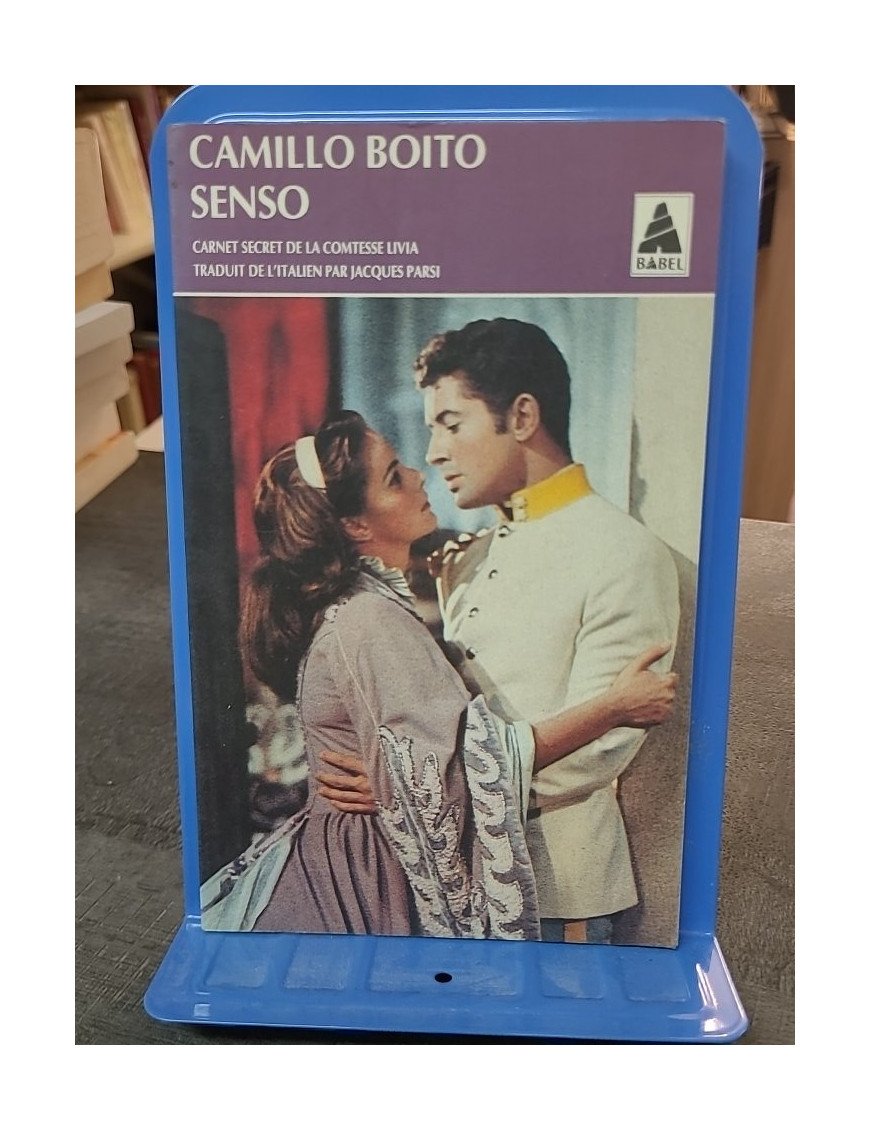 CAMILLO BOITO
SENSO
CARNET SECRET DE LA COMTESSE LIVIA
TRADUIT DE L'ITALIEN PAR JACQUES PARSI
BABEL